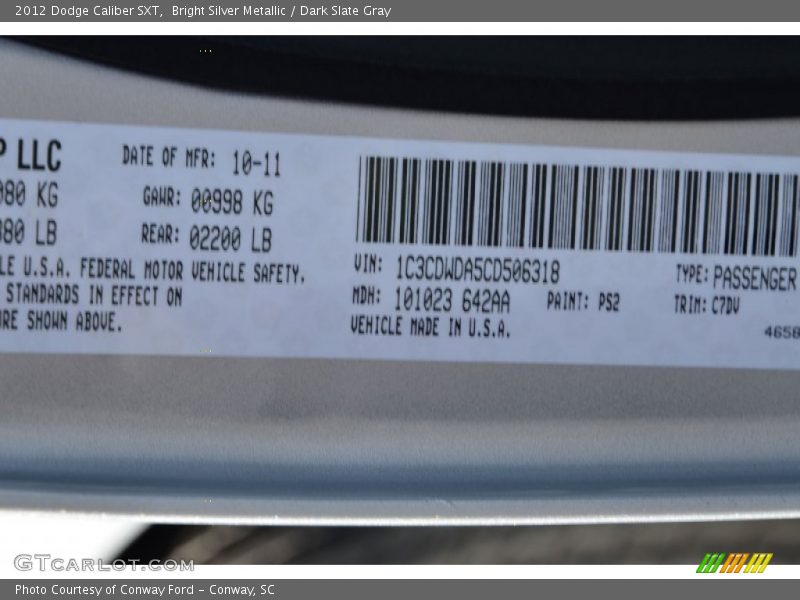 2012 Dodge Caliber SXT, Bright Silver Metallic / Dark Slate Gray
P LLC
DATE OF MFR: 10-11
080 KG
GAWR: 00998 KG
380 LB
REAR: 02200 LB
LE U.S.A. FEDERAL MOTOR VEHICLE SAFETY.
STANDARDS IN EFFECT ON
RE SHOWN ABOVE.
VIN: 1C3CDWDA5CD506318
TYPE: PASSENGER
MDH: 101023 642AA
PAINT: PS2
TRIM: C7DV
VEHICLE MADE IN U.S.A.
4658
GTCARLOT.COM
Photo Courtesy of Conway Ford - Conway, SC